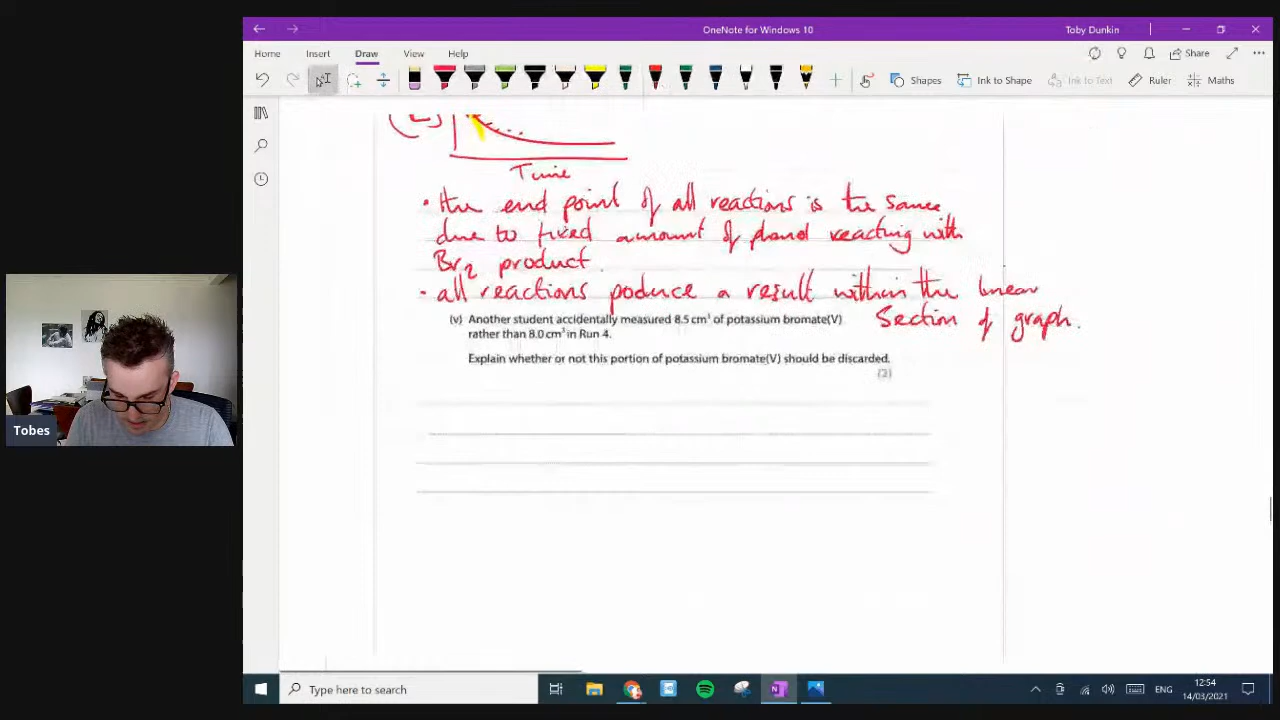 OneNote for Windows 10
Toby Dunkin
Home
Insert
Draw
View
Help
Share
Shapes
Ink to Shape
Ink to Text
Ruler
Maths
Time
• the end point of all reactions is the same
due to fixed amount of phenol reacting with
Br2 product.
• all reactions produce a result within the linear
Section of graph.
(v) Another student accidentally measured 8.5 cm³ of potassium bromate(V)
rather than 8.0 cm³ in Run 4.
Explain whether or not this portion of potassium bromate(V) should be discarded.
(2)
Tobes
Type here to search
ENG
12:54
14/03/2021